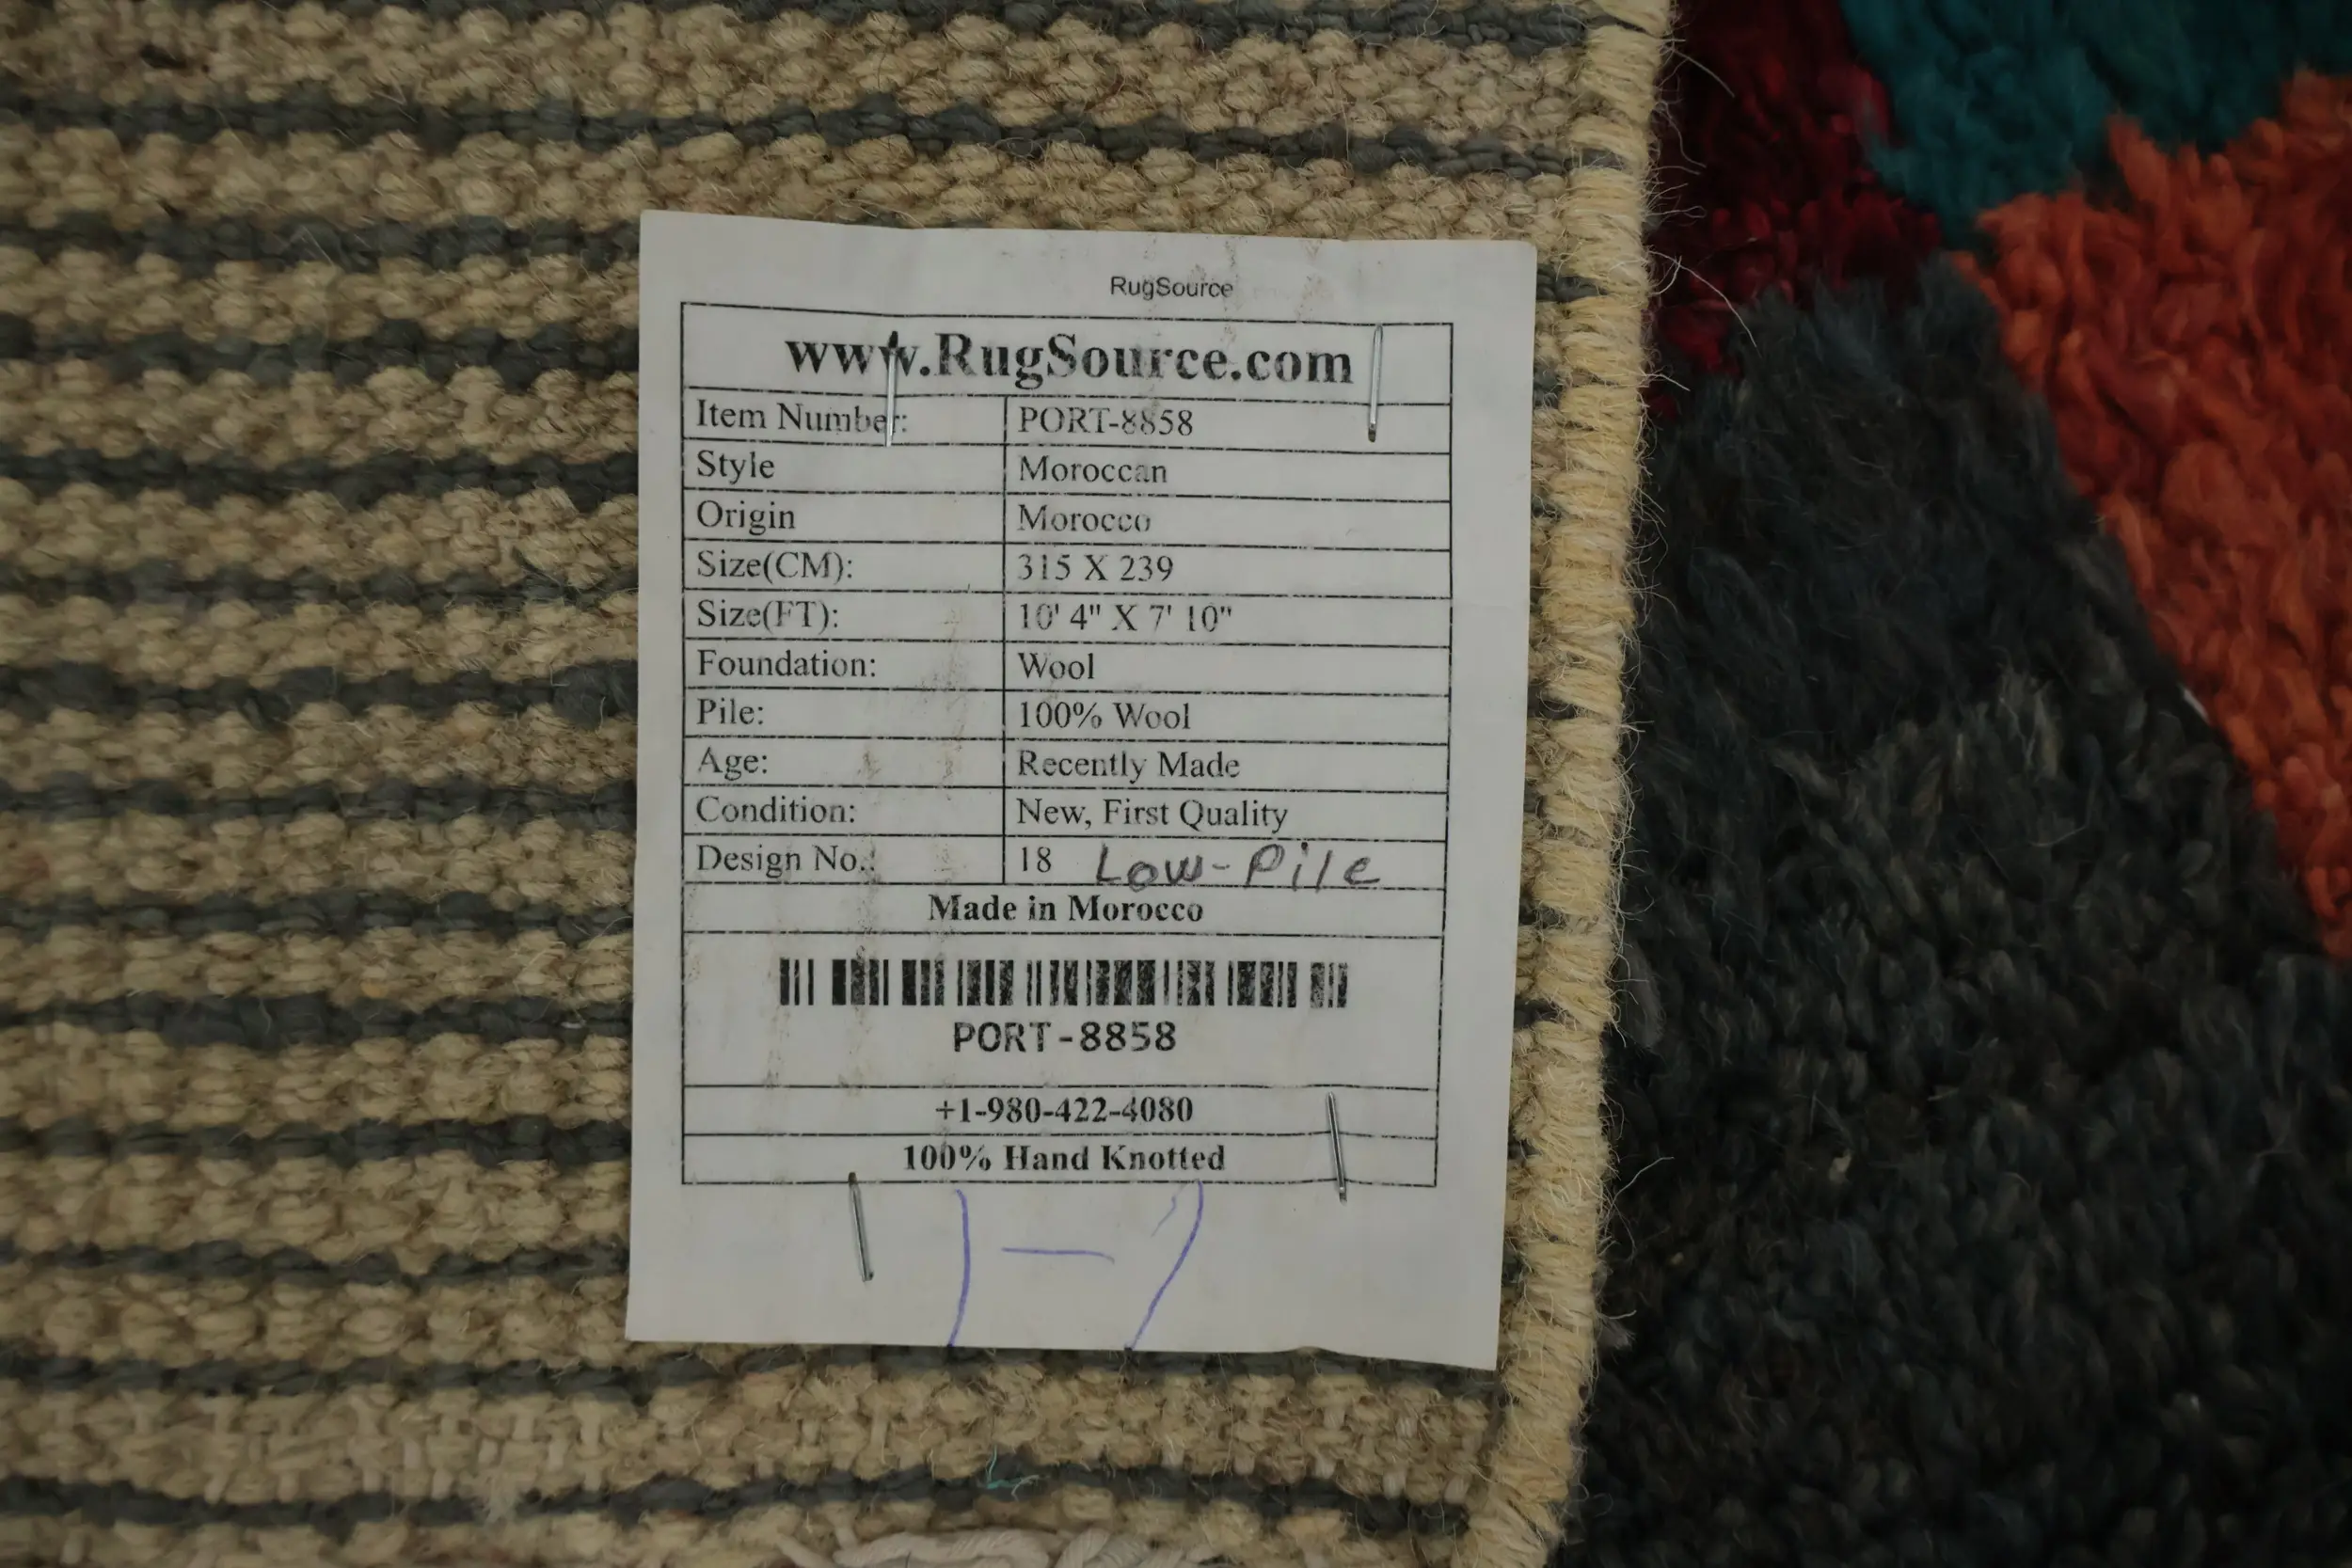 RugSource
www.RugSource.com
Item Number: PORT-8858
Style Moroccan
Origin Morocco
Size(CM): 315 X 239
Size(FT): 10' 4" X 7' 10"
Foundation: Wool
Pile: 100% Wool
Age: Recently Made
Condition: New, First Quality
Design No.: 18 Low-Pile
Made in Morocco
PORT-8858
+1-980-422-4080
100% Hand Knotted